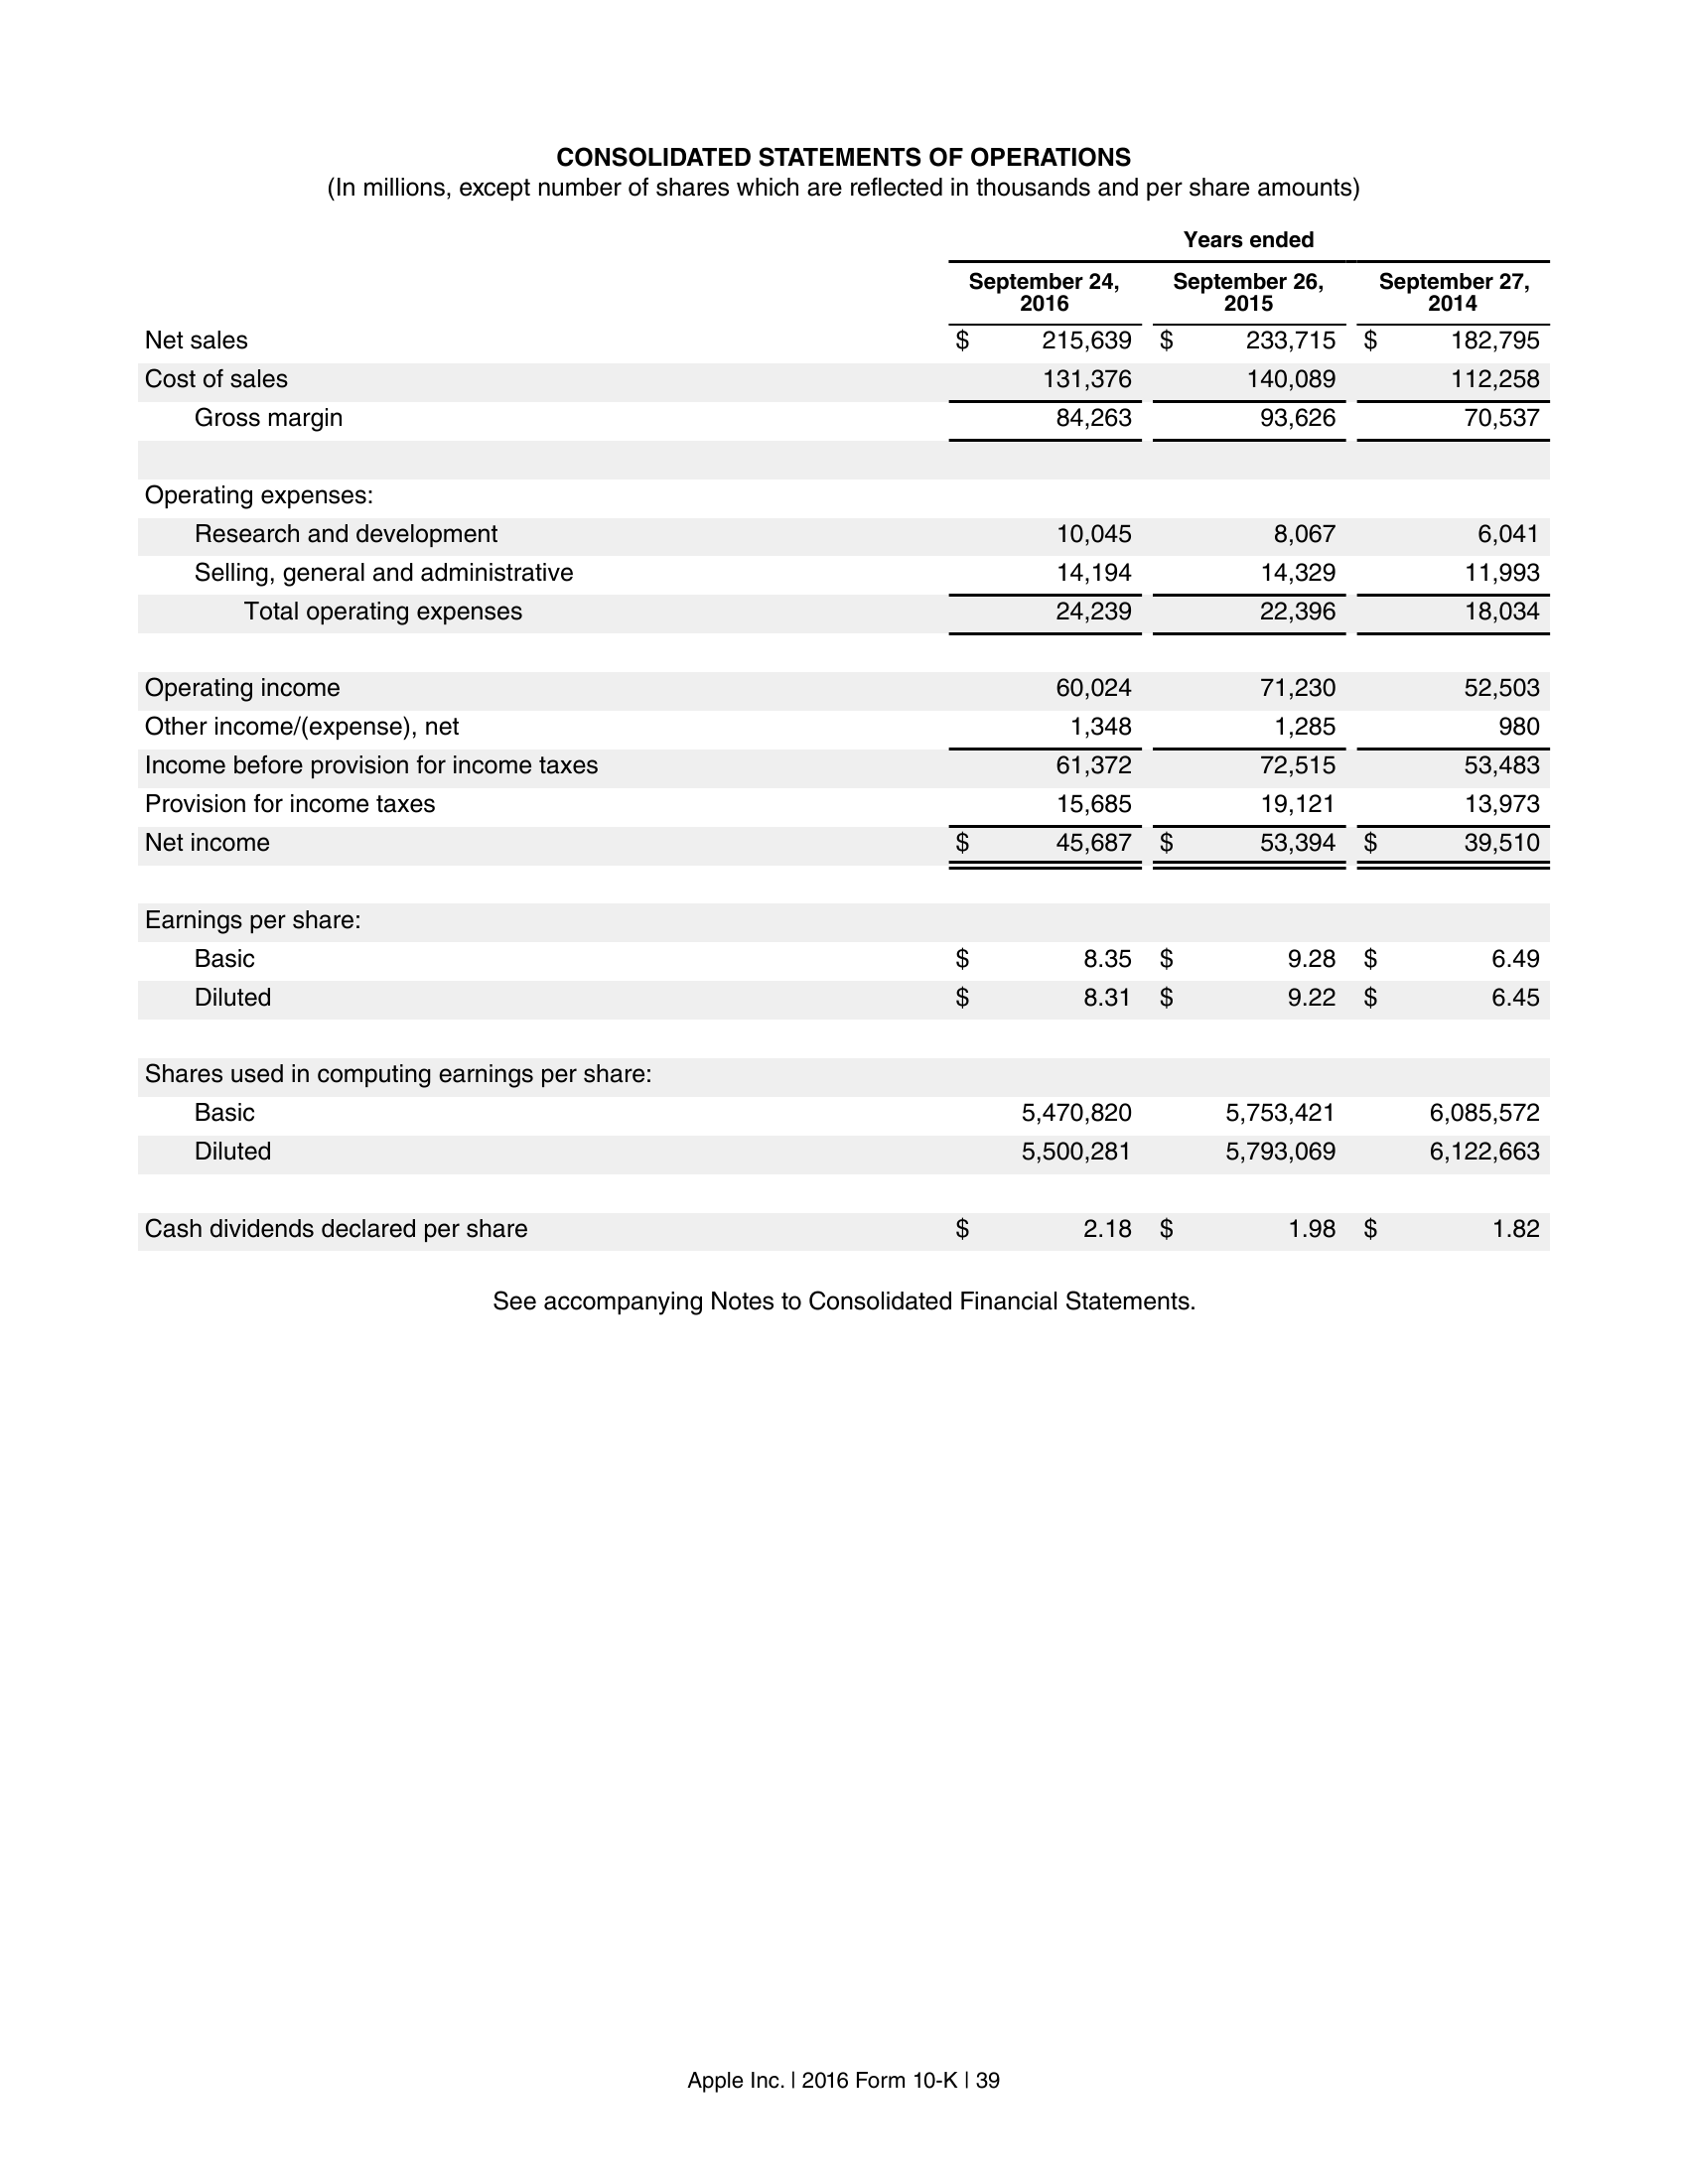 CONSOLIDATED STATEMENTS OF OPERATIONS
(In millions, except number of shares which are reflected in thousands and per share amounts)
Years ended
September 24, 2016 September 26, 2015 September 27, 2014
Net sales $ 215,639 $ 233,715 $ 182,795
Cost of sales 131,376 140,089 112,258
Gross margin 84,263 93,626 70,537
Operating expenses:
Research and development 10,045 8,067 6,041
Selling, general and administrative 14,194 14,329 11,993
Total operating expenses 24,239 22,396 18,034
Operating income 60,024 71,230 52,503
Other income/(expense), net 1,348 1,285 980
Income before provision for income taxes 61,372 72,515 53,483
Provision for income taxes 15,685 19,121 13,973
Net income $ 45,687 $ 53,394 $ 39,510
Earnings per share:
Basic $ 8.35 $ 9.28 $ 6.49
Diluted $ 8.31 $ 9.22 $ 6.45
Shares used in computing earnings per share:
Basic 5,470,820 5,753,421 6,085,572
Diluted 5,500,281 5,793,069 6,122,663
Cash dividends declared per share $ 2.18 $ 1.98 $ 1.82
See accompanying Notes to Consolidated Financial Statements.
Apple Inc. | 2016 Form 10-K | 39